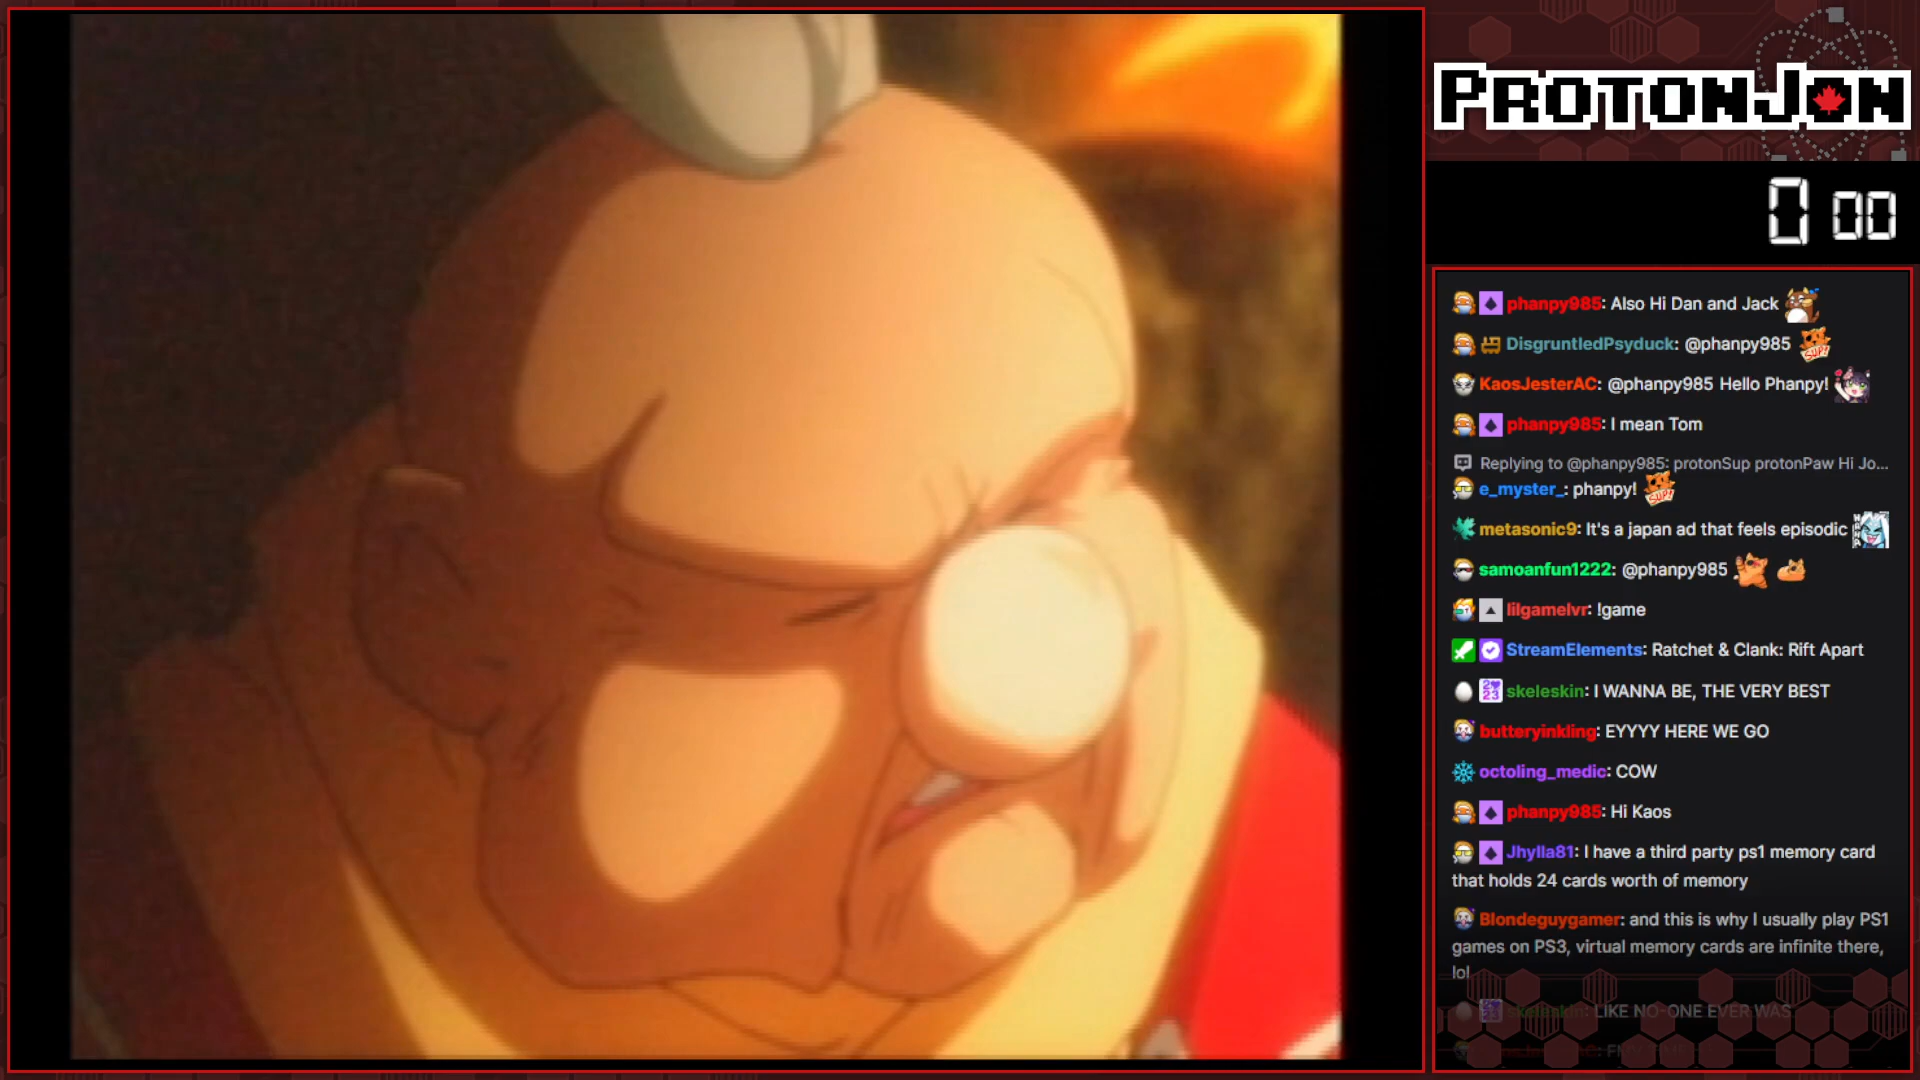 PROTONJON
0 00
phanpy985: Also Hi Dan and Jack
DisgruntledPsyduck: @phanpy985
SUP!
KaosJesterAC: @phanpy985 Hello Phanpy!
phanpy985: I mean Tom
Replying to @phanpy985: protonSup protonPaw Hi Jo...
e_myster_: phanpy!
SUP!
metasonic9: It's a japan ad that feels episodic
samoanfun1222: @phanpy985
lilgamelvr: !game
StreamElements: Ratchet & Clank: Rift Apart
skeleskin: I WANNA BE, THE VERY BEST
butteryinkling: EYYYY HERE WE GO
octoling_medic: COW
phanpy985: Hi Kaos
Jhylla81: I have a third party ps1 memory card
that holds 24 cards worth of memory
Blondeguygamer: and this is why I usually play PS1
games on PS3, virtual memory cards are infinite there,
lol
skeleskin: LIKE NO-ONE EVER WAS